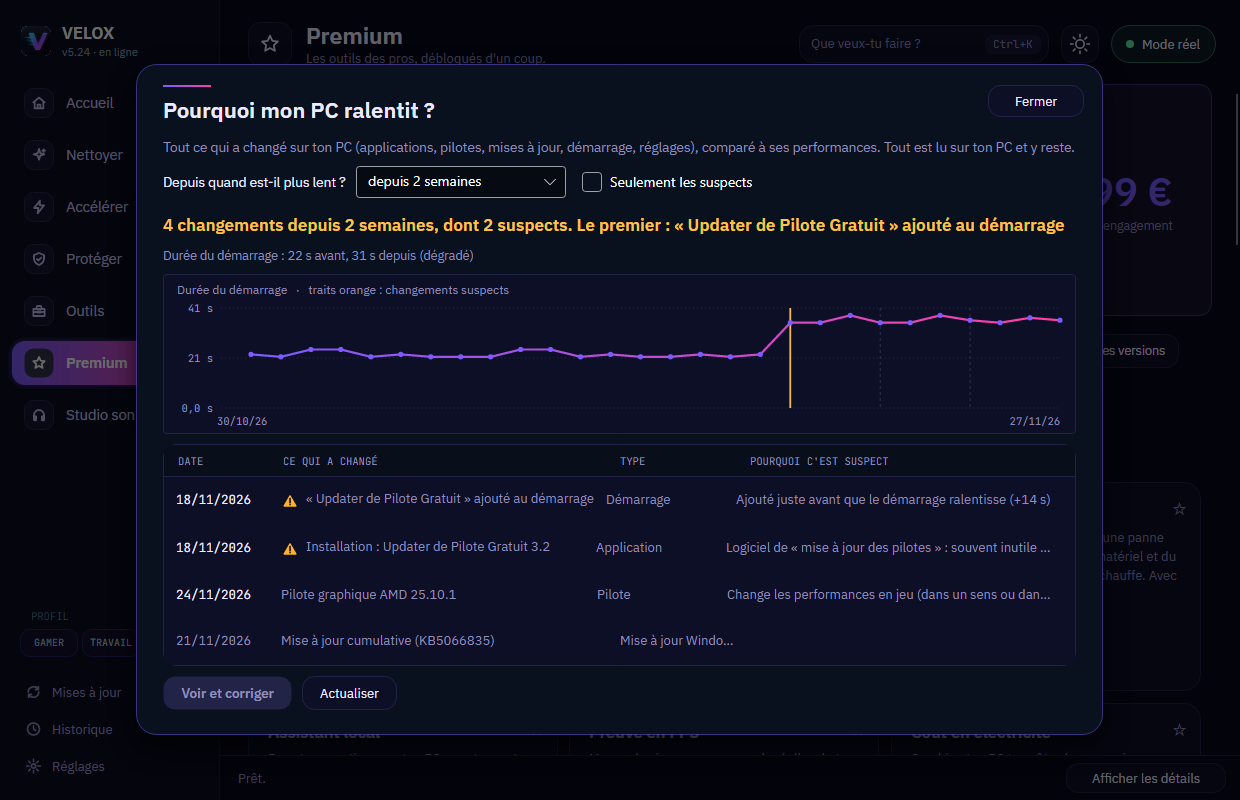 VELOX
v5.24 · en ligne
Premium
Les outils des pros, débloqués d'un coup.
Que veux-tu faire ?
Ctrl+K
Mode réel
Accueil
Nettoyer
Accélérer
Protéger
Outils
Premium
Studio son
PROFIL
GAMER
TRAVAIL
Mises à jour
Historique
Réglages
Pourquoi mon PC ralentit ?
Fermer
Tout ce qui a changé sur ton PC (applications, pilotes, mises à jour, démarrage, réglages), comparé à ses performances. Tout est lu sur ton PC et y reste.
Depuis quand est-il plus lent ?
depuis 2 semaines
Seulement les suspects
4 changements depuis 2 semaines, dont 2 suspects. Le premier : « Updater de Pilote Gratuit » ajouté au démarrage
Durée du démarrage : 22 s avant, 31 s depuis (dégradé)
Durée du démarrage · traits orange : changements suspects
41 s
21 s
0,0 s
30/10/26
27/11/26
DATE CE QUI A CHANGÉ TYPE POURQUOI C'EST SUSPECT
18/11/2026 « Updater de Pilote Gratuit » ajouté au démarrage Démarrage Ajouté juste avant que le démarrage ralentisse (+14 s)
18/11/2026 Installation : Updater de Pilote Gratuit 3.2 Application Logiciel de « mise à jour des pilotes » : souvent inutile ...
24/11/2026 Pilote graphique AMD 25.10.1 Pilote Change les performances en jeu (dans un sens ou dan...
21/11/2026 Mise à jour cumulative (KB5066835) Mise à jour Windo...
Voir et corriger
Actualiser
99 €
engagement
es versions
une panne
matériel et du
chauffe. Avec
Assistant local
Preuve en FPS
Coût en électricité
Prêt.
Afficher les détails